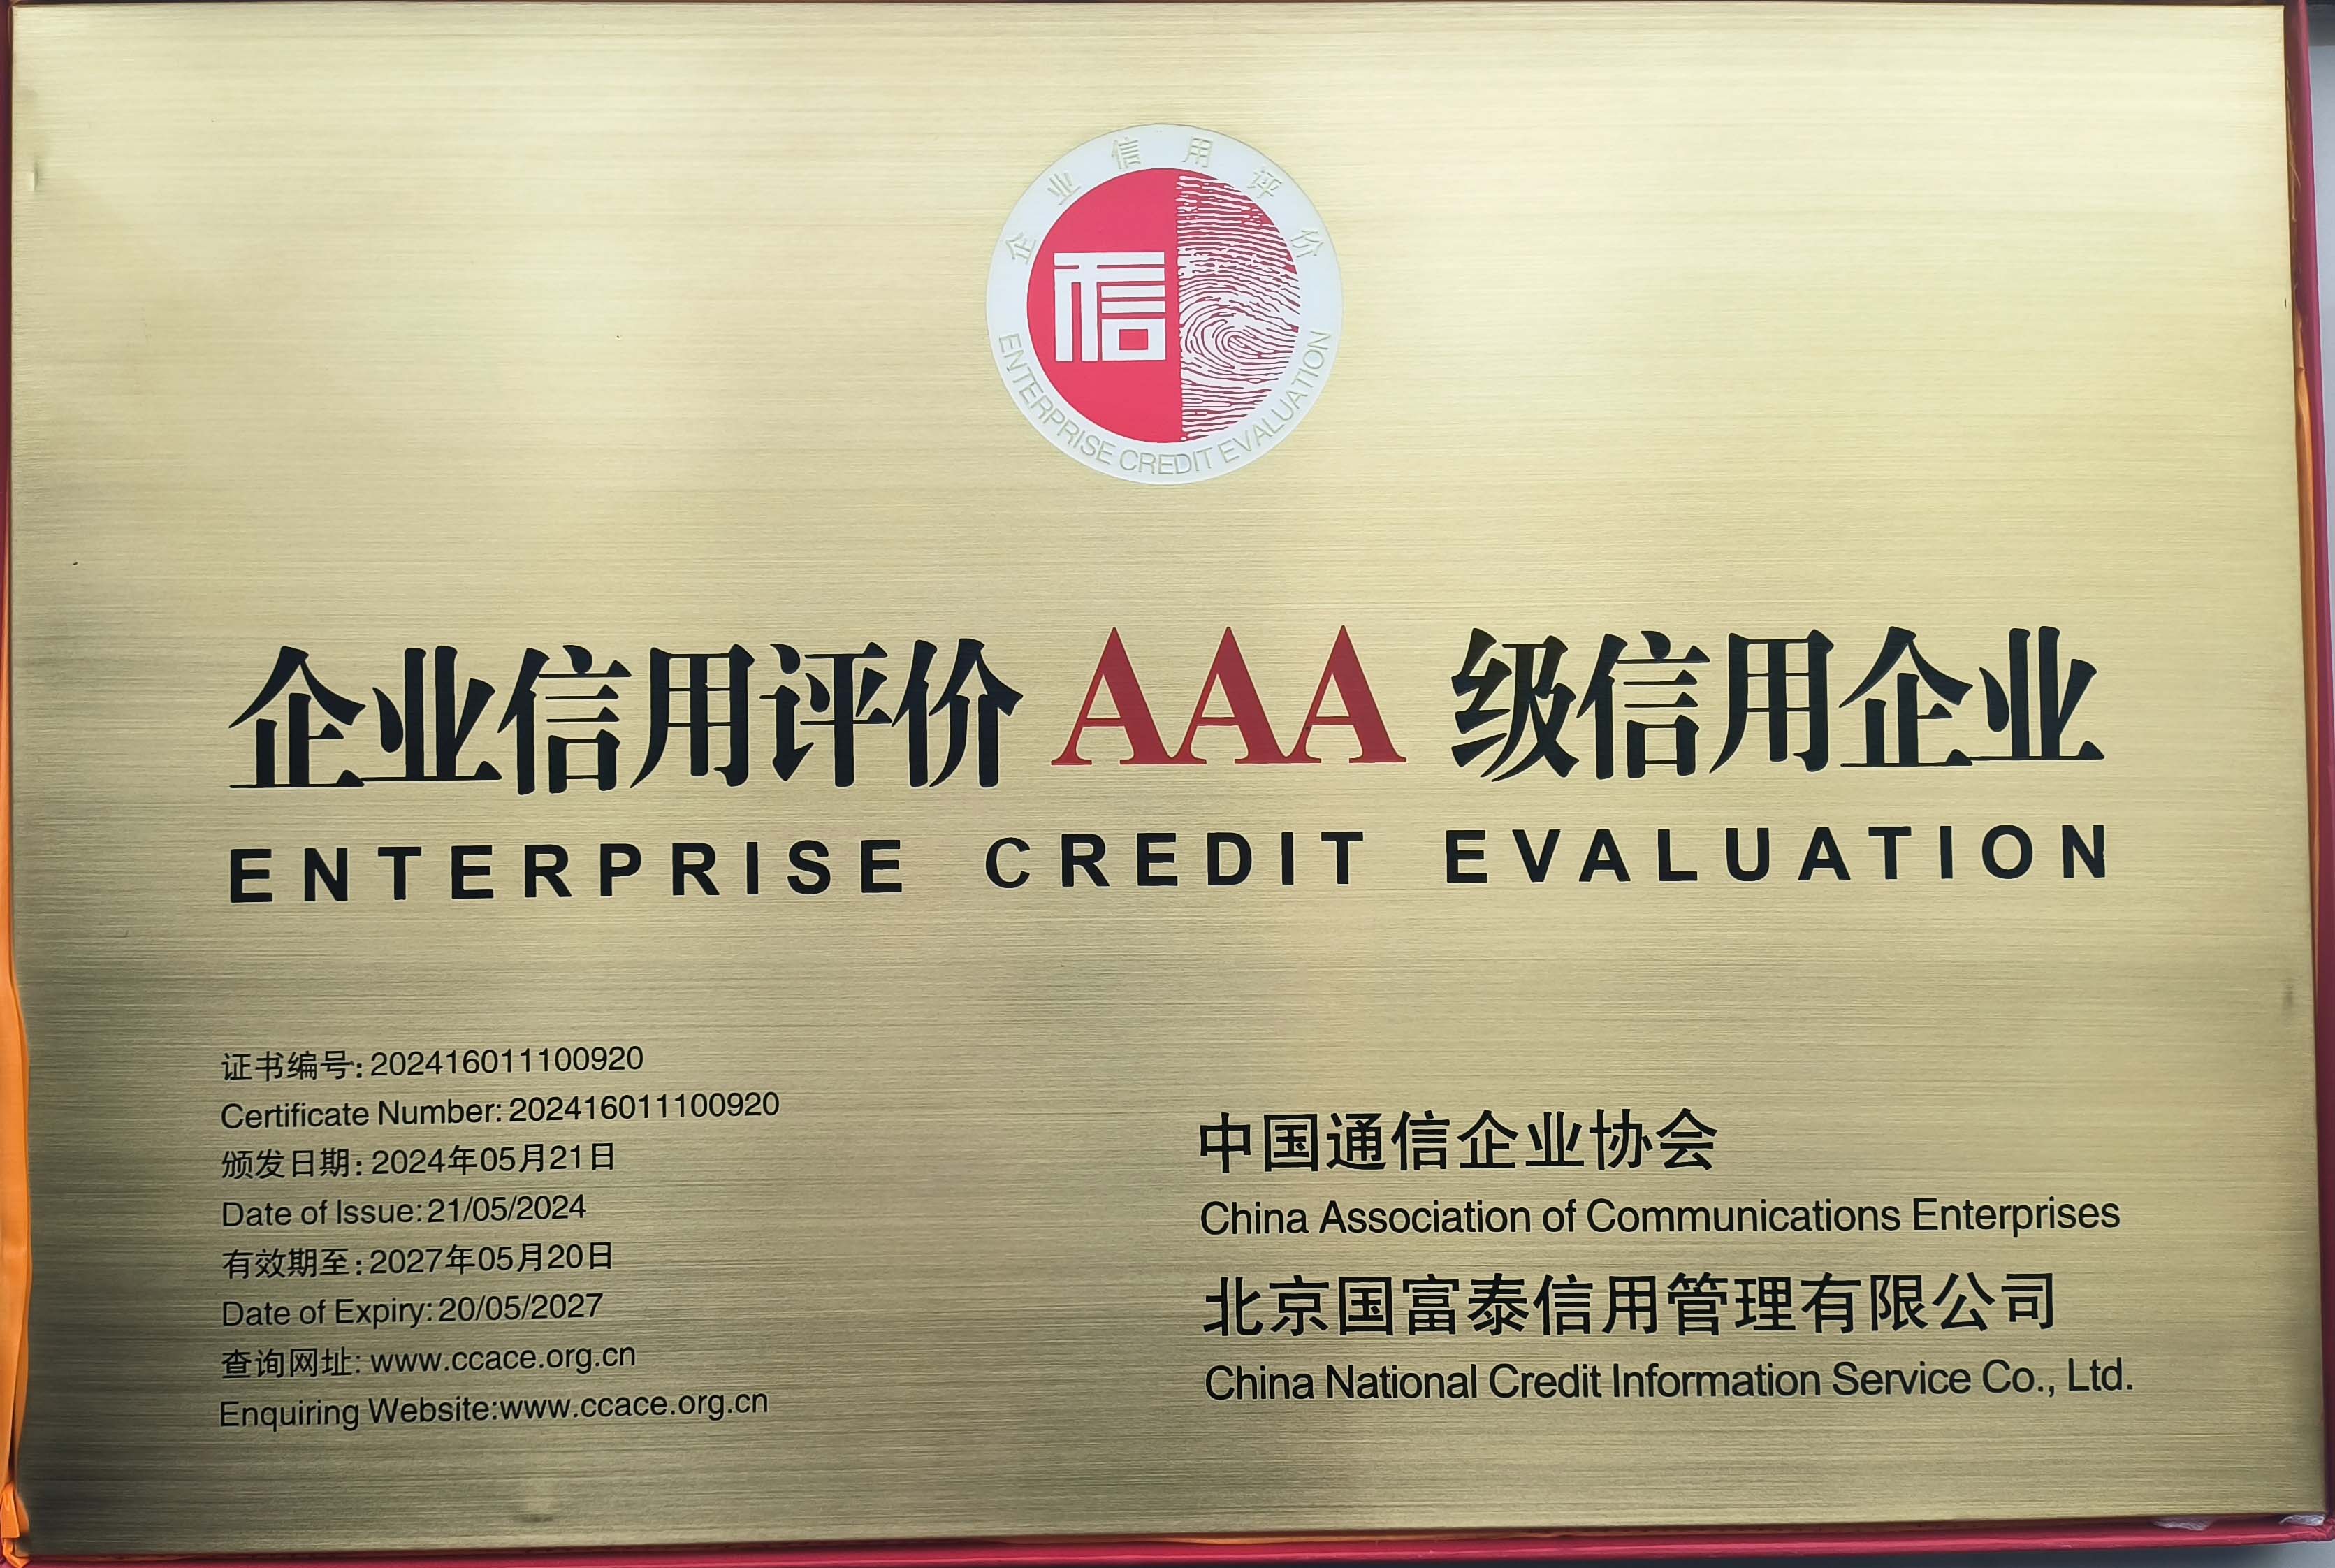 企业信用评价
信
ENTERPRISE CREDIT EVALUATION
企业信用评价 AAA 级信用企业
ENTERPRISE CREDIT EVALUATION
证书编号:202416011100920
Certificate Number:202416011100920
颁发日期:2024年05月21日
Date of Issue:21/05/2024
有效期至:2027年05月20日
Date of Expiry:20/05/2027
查询网址: www.ccace.org.cn
Enquiring Website:www.ccace.org.cn
中国通信企业协会
China Association of Communications Enterprises
北京国富泰信用管理有限公司
China National Credit Information Service Co., Ltd.